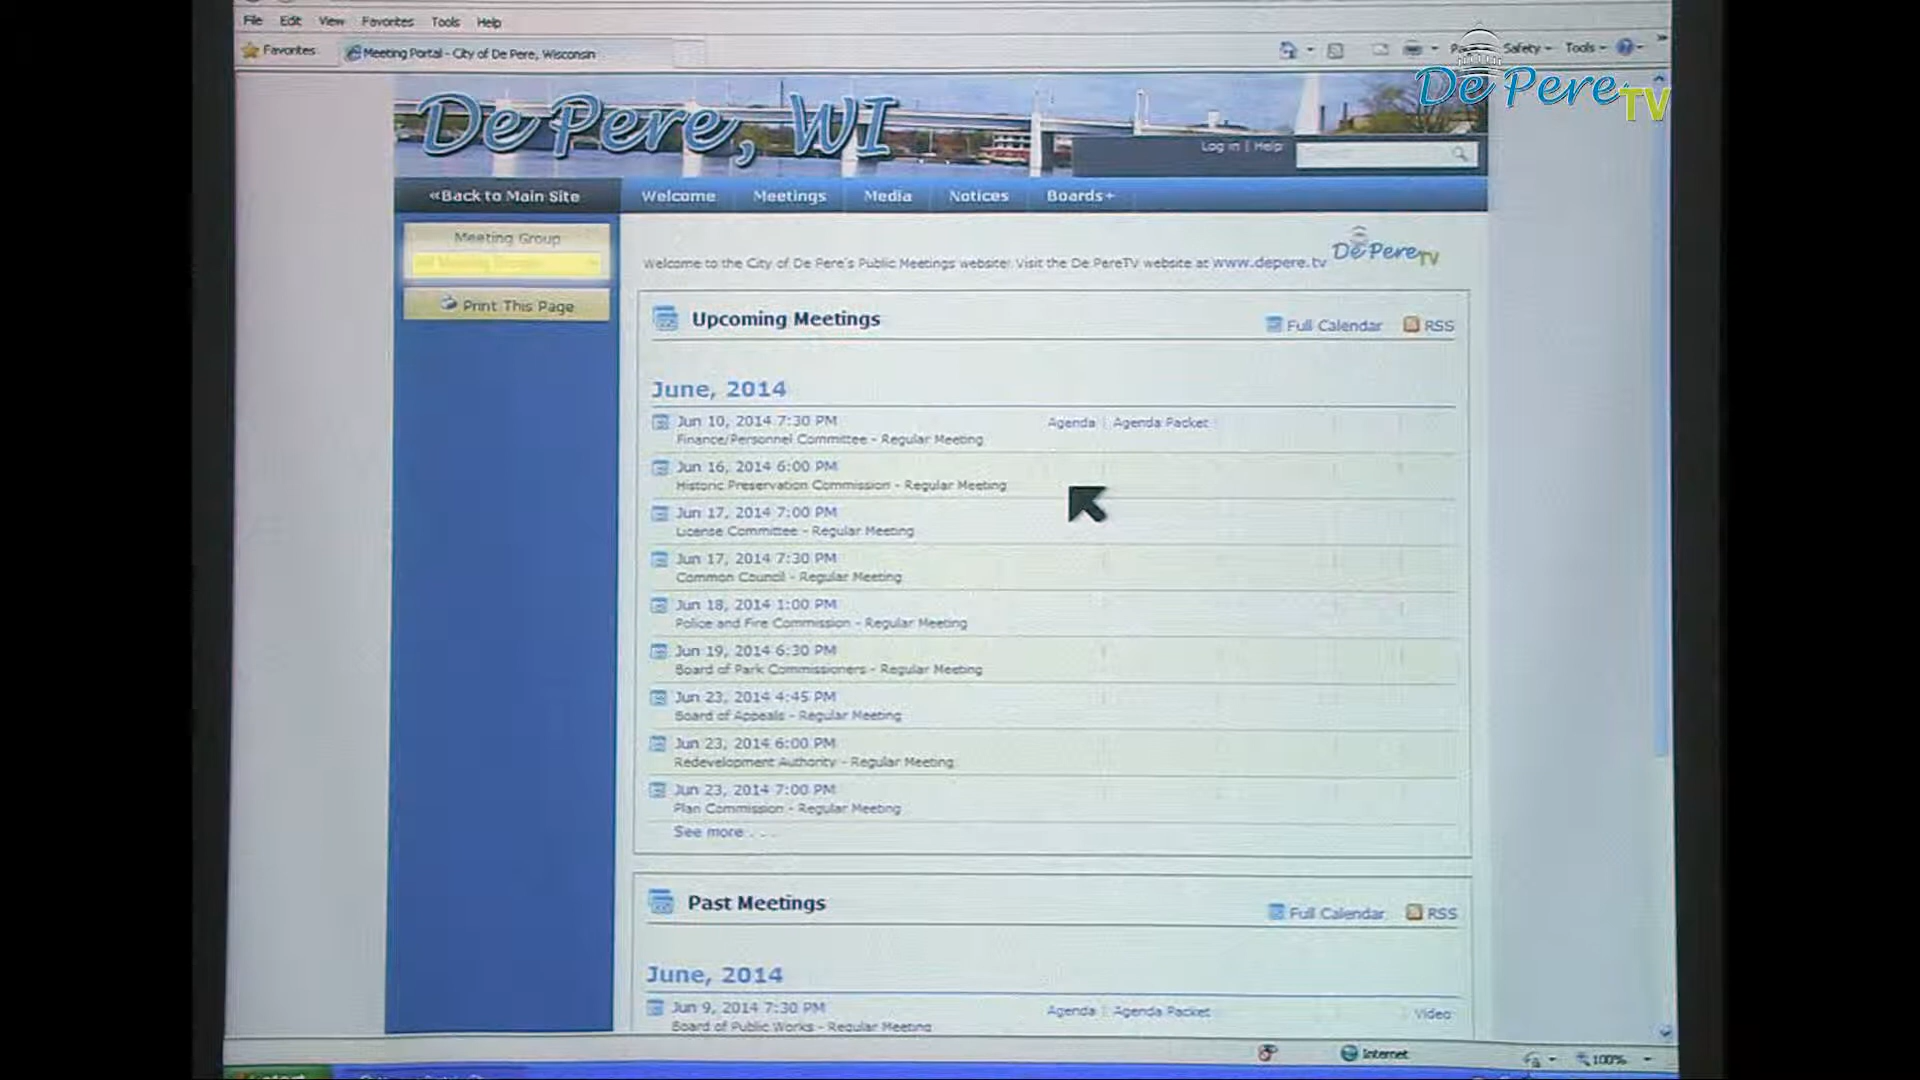 File Edit View Favorites Tools Help
Favorites Meeting Portal - City of De Pere, Wisconsin
Safety Tools
De Pere TV
De Pere, WI
Log in | Help
«Back to Main Site Welcome Meetings Media Notices Boards+
Meeting Group
Print This Page
Welcome to the City of De Pere's Public Meetings website! Visit the De PereTV website at www.depere.tv
De Pere TV
Upcoming Meetings
Full Calendar RSS
June, 2014
Jun 10, 2014 7:30 PM Agenda | Agenda Packet
Finance/Personnel Committee - Regular Meeting
Jun 16, 2014 6:00 PM
Historic Preservation Commission - Regular Meeting
Jun 17, 2014 7:00 PM
License Committee - Regular Meeting
Jun 17, 2014 7:30 PM
Common Council - Regular Meeting
Jun 18, 2014 1:00 PM
Police and Fire Commission - Regular Meeting
Jun 19, 2014 6:30 PM
Board of Park Commissioners - Regular Meeting
Jun 23, 2014 4:45 PM
Board of Appeals - Regular Meeting
Jun 23, 2014 6:00 PM
Redevelopment Authority - Regular Meeting
Jun 23, 2014 7:00 PM
Plan Commission - Regular Meeting
See more . . .
Past Meetings
Full Calendar RSS
June, 2014
Jun 9, 2014 7:30 PM Agenda | Agenda Packet Video
Board of Public Works - Regular Meeting
Internet 100%